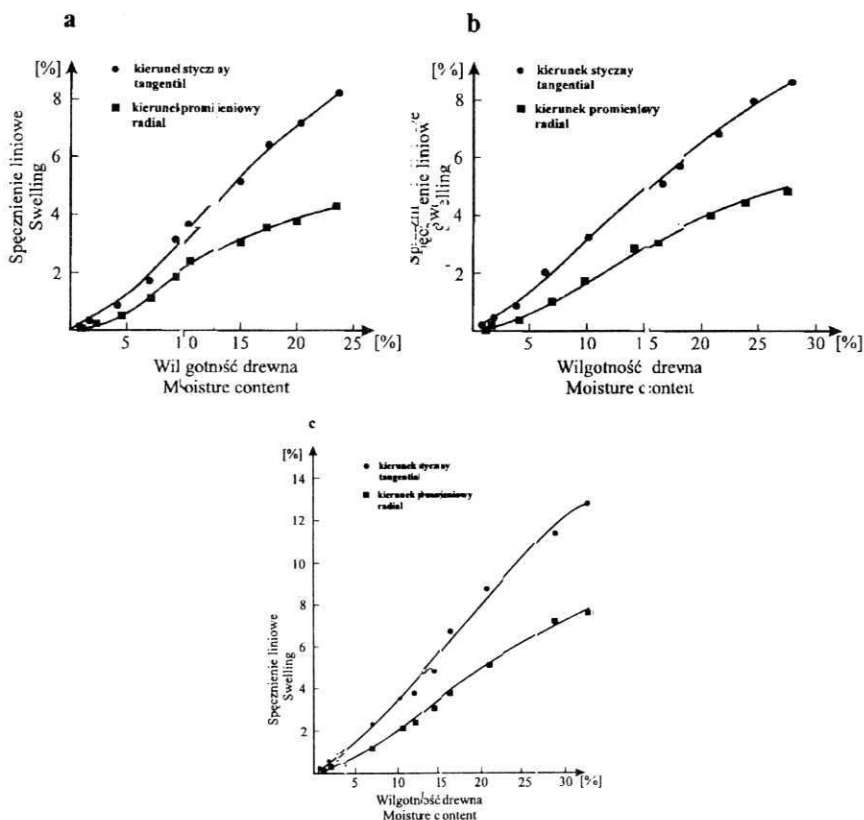 a
[%]
kierunek styczny
tangential
kierunek promieniowy
radial
Spęcznienie liniowe
Swelling
8
6
4
2
5
10
15
20
25
[%]
Wilgotność drewna
Moisture content
b
[%]
kierunek styczny
tangential
kierunek promieniowy
radial
Swelling
8
6
4
2
5
10
15
20
25
30
[%]
Wilgotność drewna
Moisture content
c
[%]
kierunek styczny
tangential
kierunek promieniowy
radial
Spęcznienie liniowe
Swelling
14
12
10
8
6
4
2
5
10
15
20
25
30
[%]
Wilgotność drewna
Moisture content